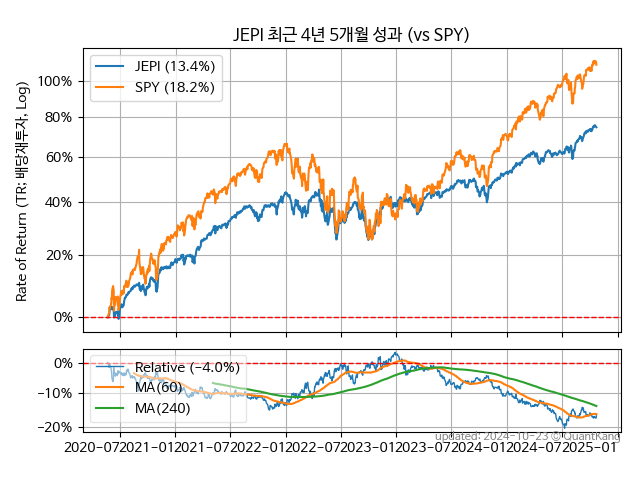 JEPI 최근 4년 5개월 성과 (vs SPY)
JEPI (13.4%)
SPY (18.2%)
Rate of Return (TR: 배당재투자, Log)
100%
80%
60%
40%
20%
0%
Relative (−4.0%)
MA(60)
MA(240)
0%
−10%
−20%
2020-07
2021-01
2021-07
2022-01
2022-07
2023-01
2023-07
2024-01
2024-07
2025-01
updated: 2024-10-23 © QuantKang